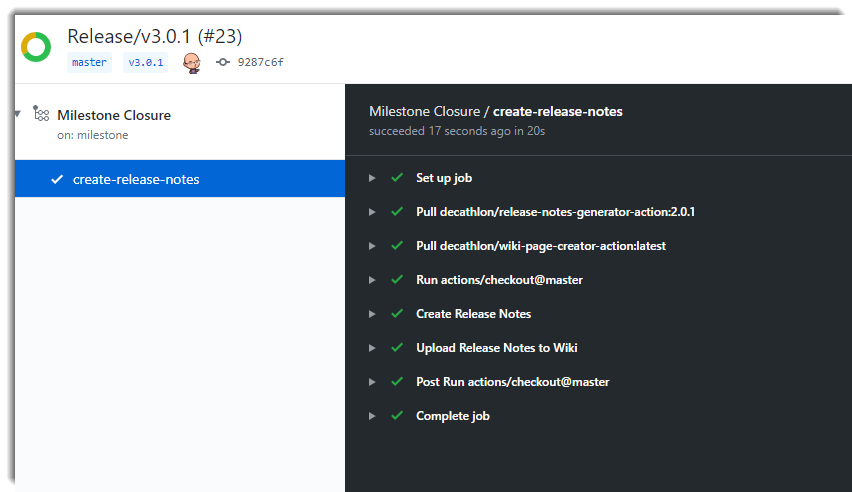 Release/v3.0.1 (#23)
master v3.0.1 9287c6f
Milestone Closure
on: milestone
create-release-notes
Milestone Closure / create-release-notes
succeeded 17 seconds ago in 20s
Set up job
Pull decathlon/release-notes-generator-action:2.0.1
Pull decathlon/wiki-page-creator-action:latest
Run actions/checkout@master
Create Release Notes
Upload Release Notes to Wiki
Post Run actions/checkout@master
Complete job